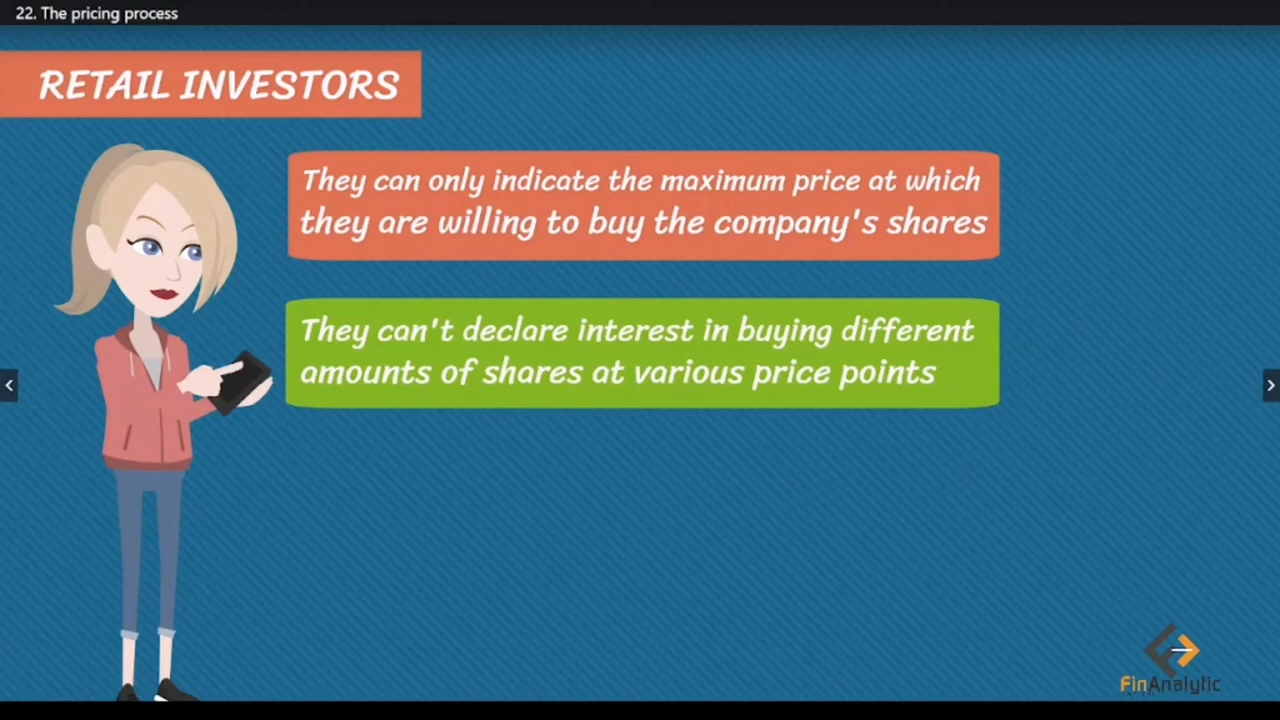 22. The pricing process
RETAIL INVESTORS
They can only indicate the maximum price at which
they are willing to buy the company's shares
They can't declare interest in buying different
amounts of shares at various price points
FinAnalytic